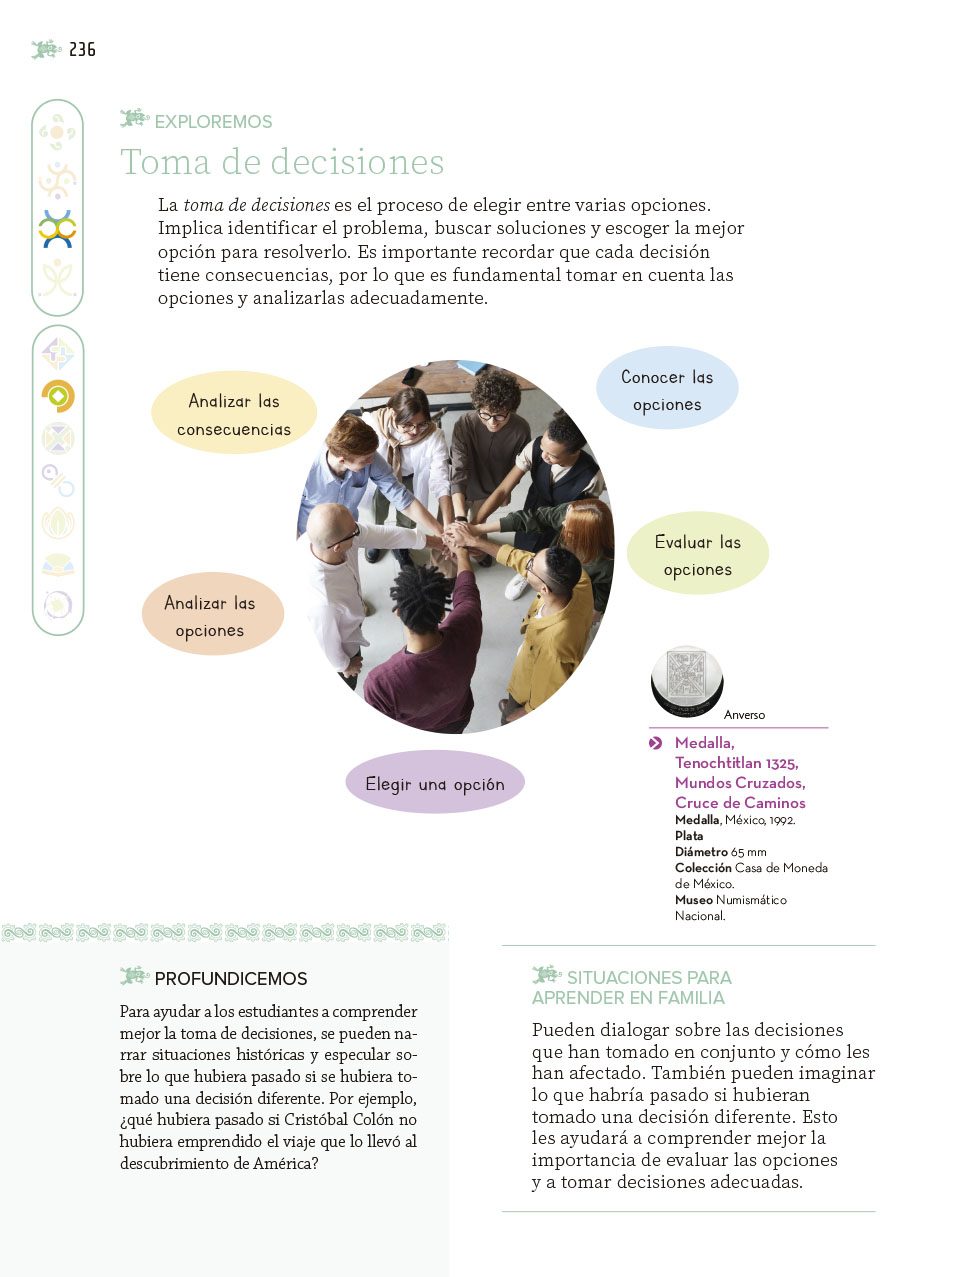 236
EXPLOREMOS
Toma de decisiones
La toma de decisiones es el proceso de elegir entre varias opciones.
Implica identificar el problema, buscar soluciones y escoger la mejor
opción para resolverlo. Es importante recordar que cada decisión
tiene consecuencias, por lo que es fundamental tomar en cuenta las
opciones y analizarlas adecuadamente.
Analizar las
consecuencias
Conocer las
opciones
Evaluar las
opciones
Analizar las
opciones
Elegir una opción
Anverso
Medalla,
Tenochtitlan 1325,
Mundos Cruzados,
Cruce de Caminos
Medalla, México, 1992.
Plata
Diámetro 65 mm
Colección Casa de Moneda
de México.
Museo Numismático
Nacional.
PROFUNDICEMOS
Para ayudar a los estudiantes a comprender
mejor la toma de decisiones, se pueden na-
rrar situaciones históricas y especular so-
bre lo que hubiera pasado si se hubiera to-
mado una decisión diferente. Por ejemplo,
¿qué hubiera pasado si Cristóbal Colón no
hubiera emprendido el viaje que lo llevó al
descubrimiento de América?
SITUACIONES PARA
APRENDER EN FAMILIA
Pueden dialogar sobre las decisiones
que han tomado en conjunto y cómo les
han afectado. También pueden imaginar
lo que habría pasado si hubieran
tomado una decisión diferente. Esto
les ayudará a comprender mejor la
importancia de evaluar las opciones
y a tomar decisiones adecuadas.